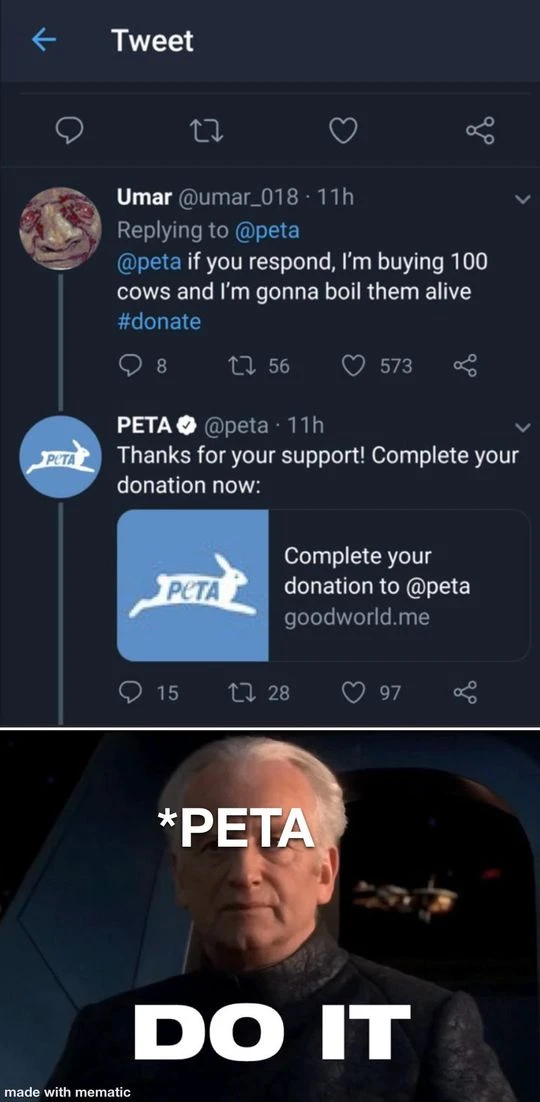 Tweet
Umar @umar_018 · 11h
Replying to @peta
@peta if you respond, I'm buying 100
cows and I'm gonna boil them alive
#donate
8 56 573
PETA @peta · 11h
Thanks for your support! Complete your
donation now:
PETA
PETA
Complete your
donation to @peta
goodworld.me
15 28 97
*PETA
DO IT
made with mematic